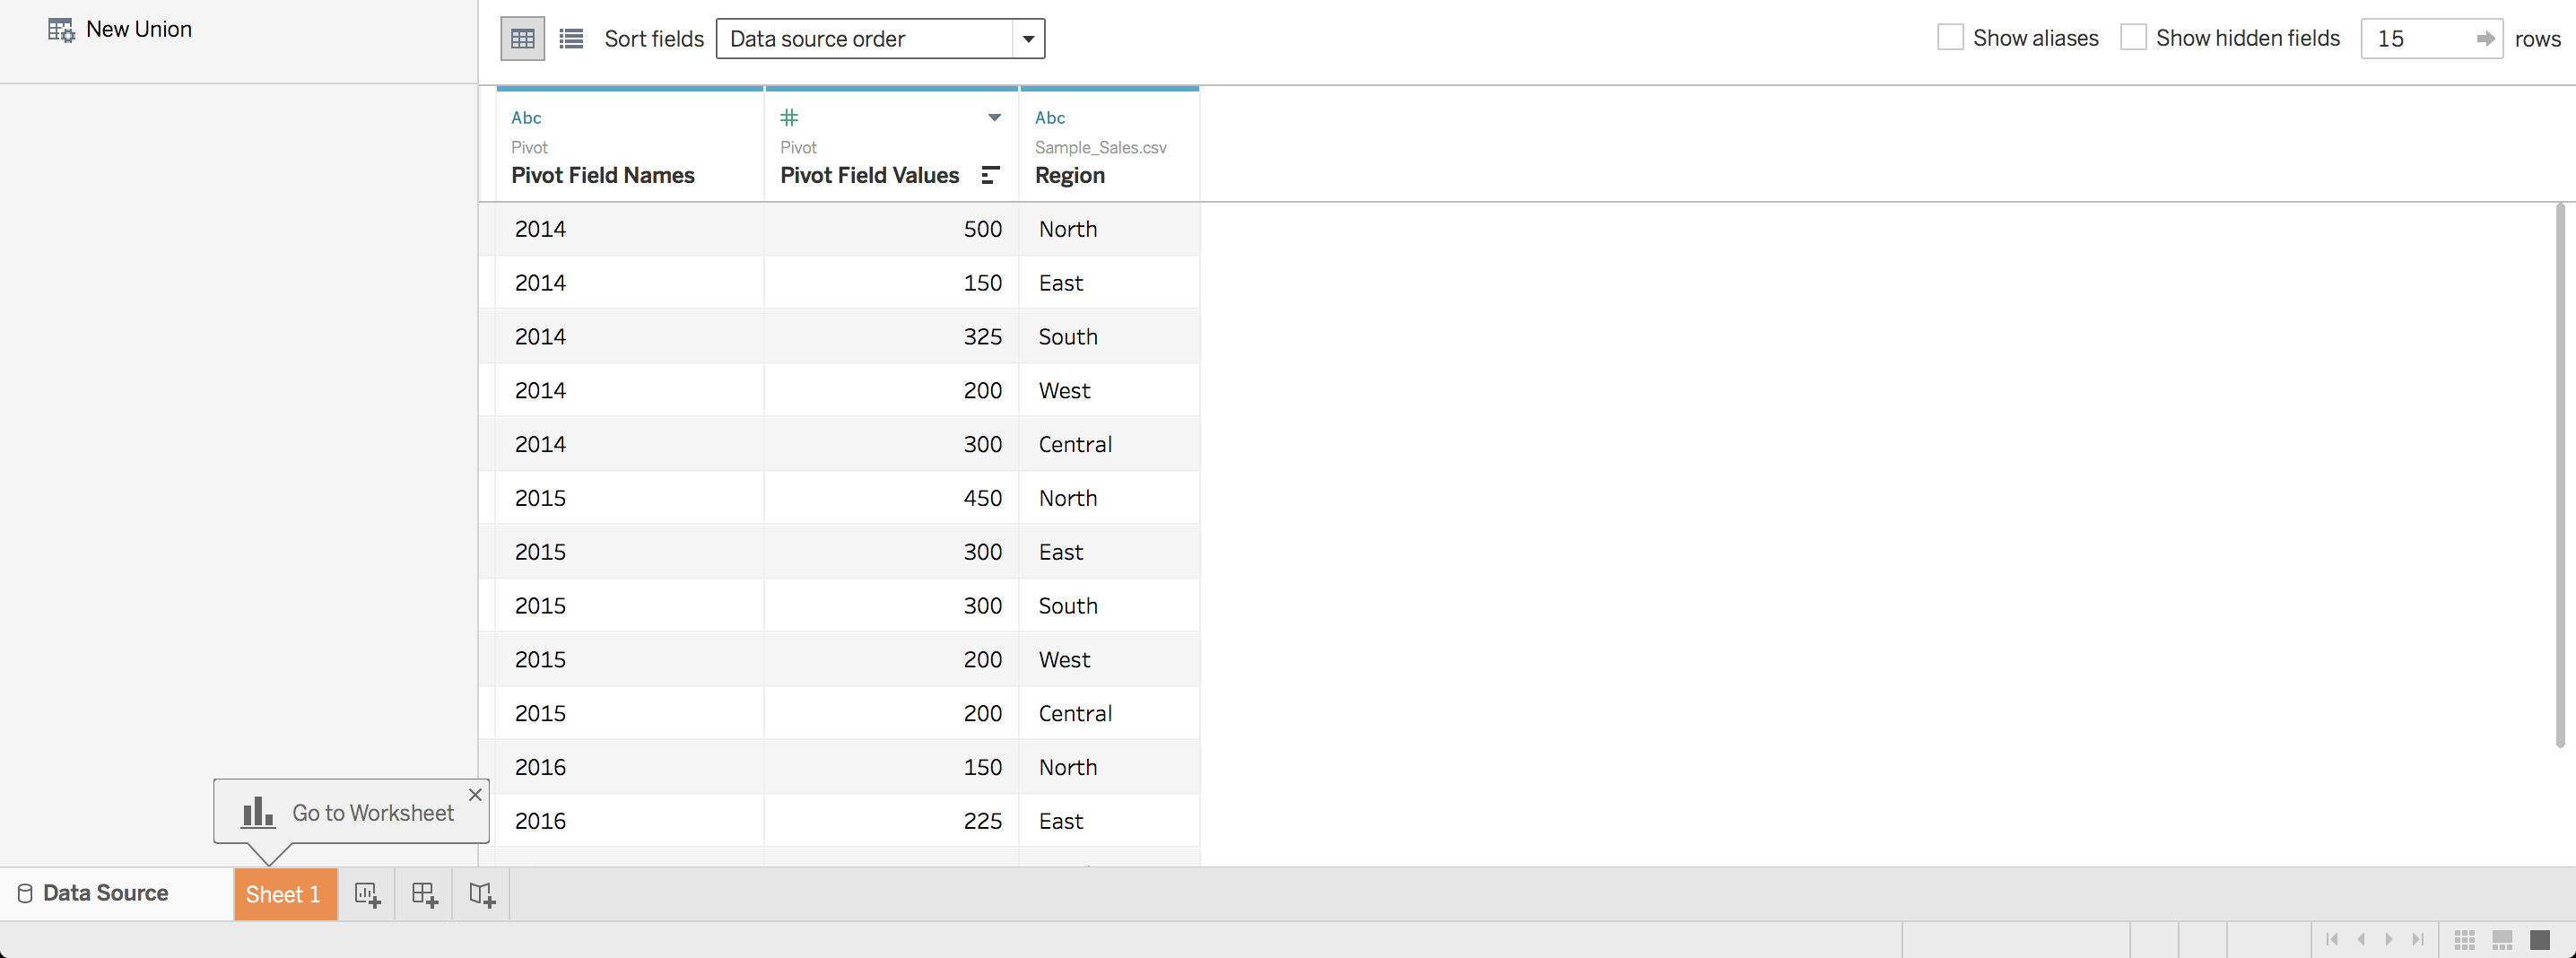 New Union
Sort fields Data source order Show aliases Show hidden fields 15 rows
Abc # Abc
Pivot Pivot Sample_Sales.csv
Pivot Field Names Pivot Field Values Region
2014 500 North
2014 150 East
2014 325 South
2014 200 West
2014 300 Central
2015 450 North
2015 300 East
2015 300 South
2015 200 West
2015 200 Central
2016 150 North
2016 225 East
Go to Worksheet
Data Source Sheet 1